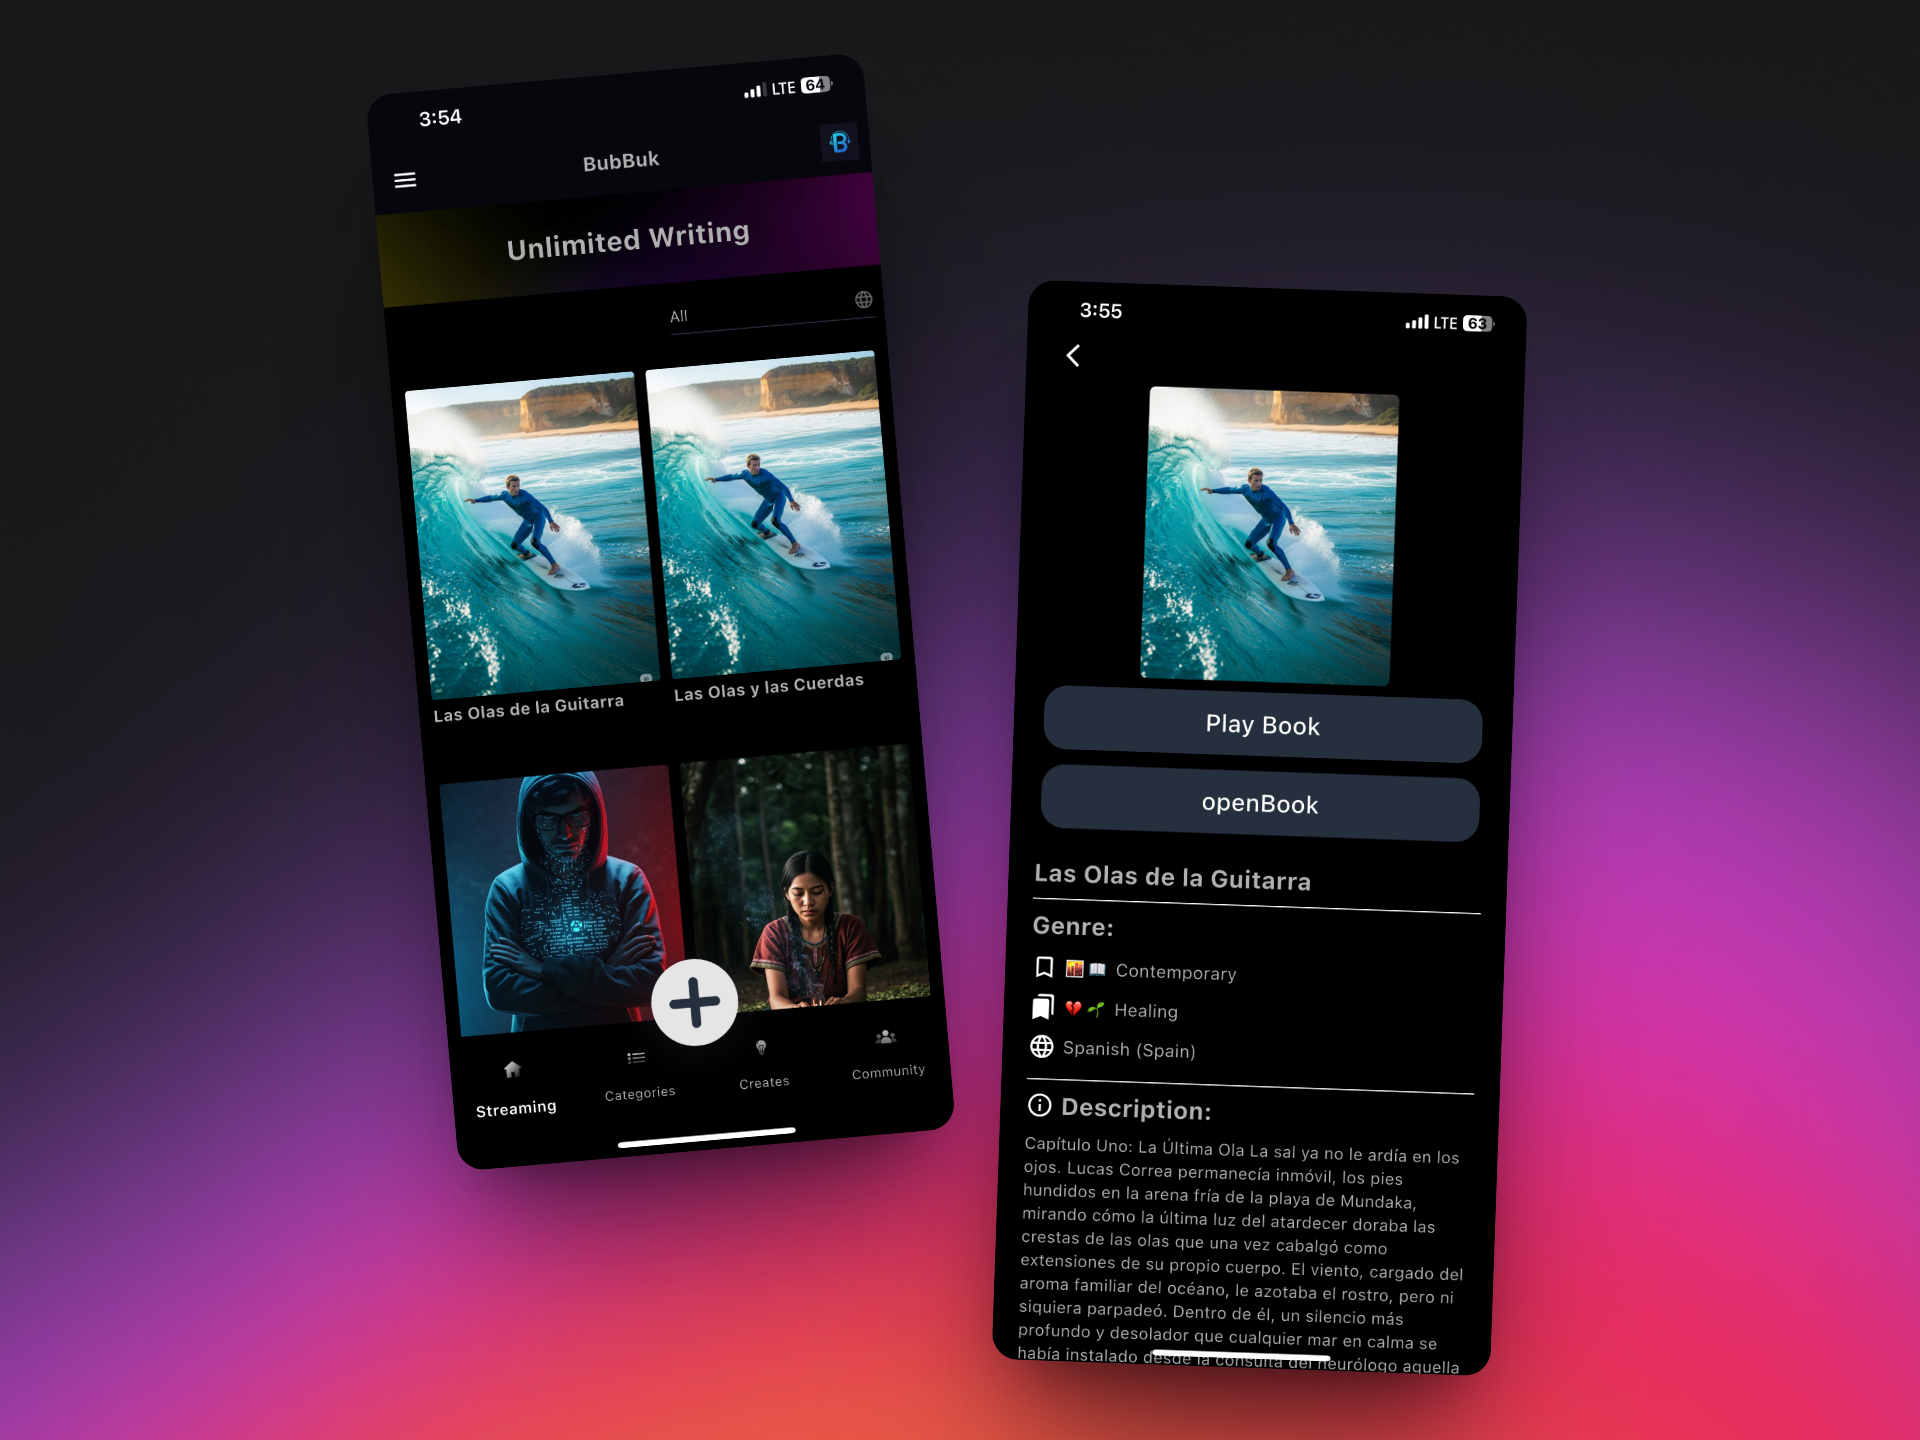 3:54
LTE 64
BubBuk
B
Unlimited Writing
All
Las Olas de la Guitarra
Las Olas y las Cuerdas
Streaming
Categories
Creates
Community
3:55
LTE 63
Play Book
openBook
Las Olas de la Guitarra
Genre:
Contemporary
Healing
Spanish (Spain)
Description:
Capítulo Uno: La Última Ola La sal ya no le ardía en los
ojos. Lucas Correa permanecía inmóvil, los pies
hundidos en la arena fría de la playa de Mundaka,
mirando cómo la última luz del atardecer doraba las
crestas de las olas que una vez cabalgó como
extensiones de su propio cuerpo. El viento, cargado del
aroma familiar del océano, le azotaba el rostro, pero ni
siquiera parpadeó. Dentro de él, un silencio más
profundo y desolador que cualquier mar en calma se
había instalado desde la consulta del neurólogo aquella